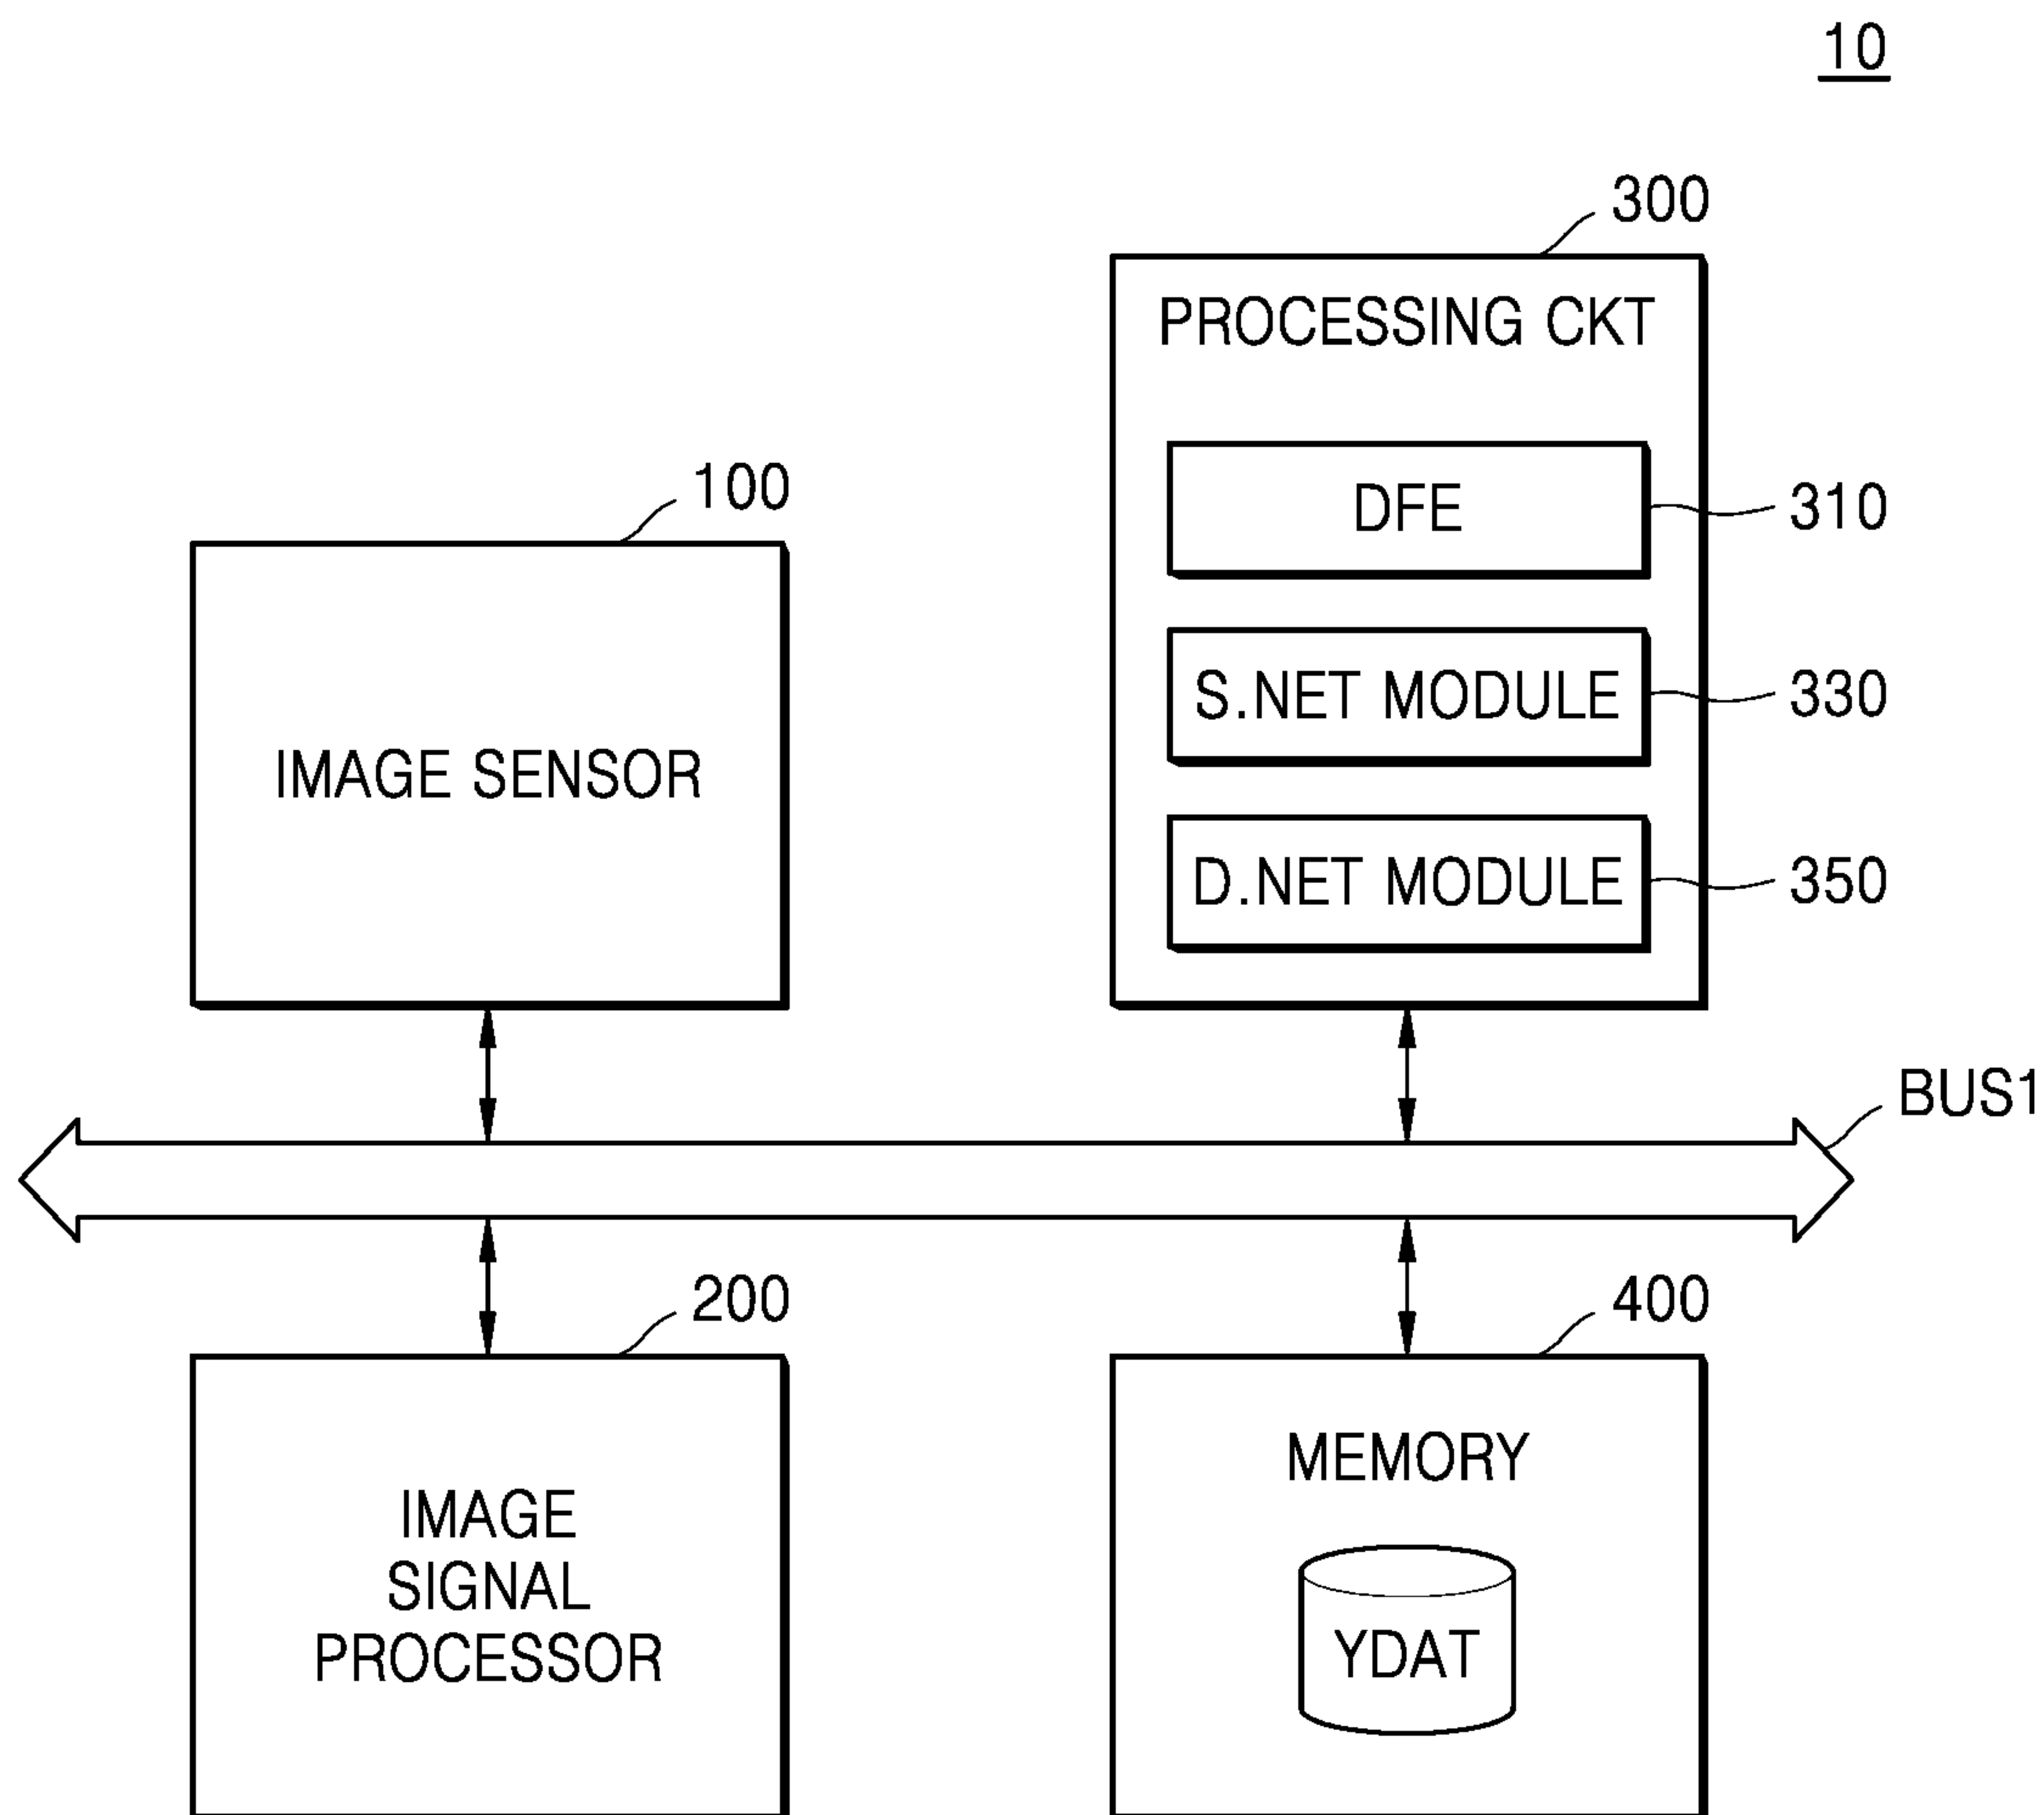 10
300
PROCESSING CKT
100
DFE
310
IMAGE SENSOR
S.NET MODULE
330
D.NET MODULE
350
BUS1
200
400
IMAGE
SIGNAL
PROCESSOR
MEMORY
YDAT